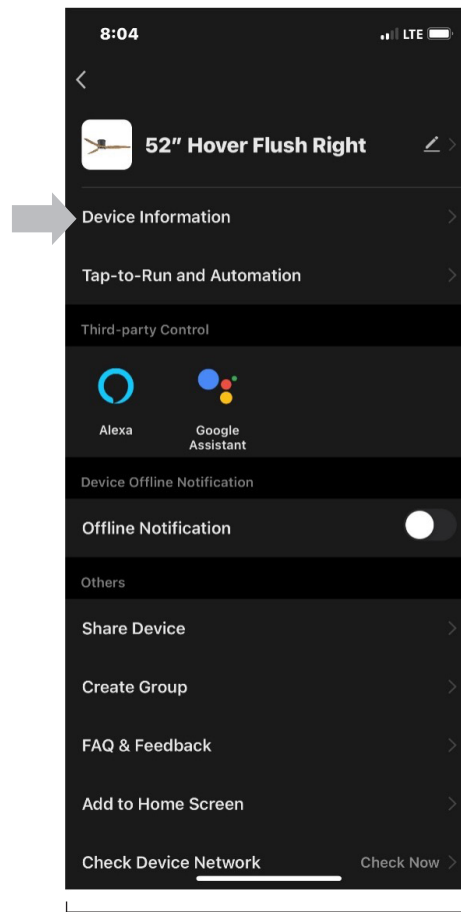 8:04 LTE
52” Hover Flush Right
Device Information
Tap-to-Run and Automation
Third-party Control
Alexa Google
Assistant
Device Offline Notification
Offline Notification
Others
Share Device
Create Group
FAQ & Feedback
Add to Home Screen
Check Device Network Check Now